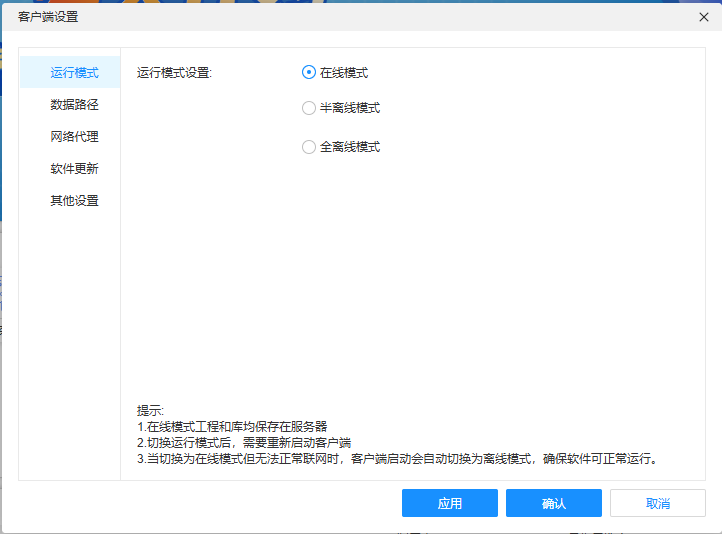 客户端设置
运行模式
数据路径
网络代理
软件更新
其他设置
运行模式设置:
在线模式
半离线模式
全离线模式
提示:
1.在线模式工程和库均保存在服务器
2.切换运行模式后，需要重新启动客户端
3.当切换为在线模式但无法正常联网时，客户端启动会自动切换为离线模式，确保软件可正常运行。
应用
确认
取消